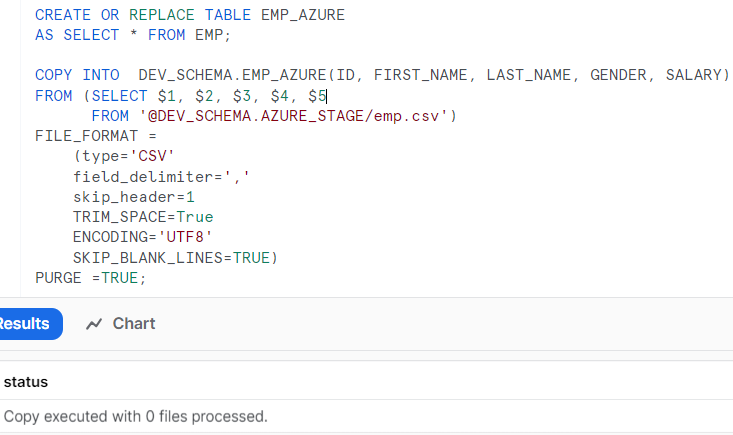 CREATE OR REPLACE TABLE EMP_AZURE
AS SELECT * FROM EMP;
COPY INTO  DEV_SCHEMA.EMP_AZURE(ID, FIRST_NAME, LAST_NAME, GENDER, SALARY)
FROM (SELECT $1, $2, $3, $4, $5
FROM '@DEV_SCHEMA.AZURE_STAGE/emp.csv')
FILE_FORMAT =
(type='CSV'
field_delimiter=','
skip_header=1
TRIM_SPACE=True
ENCODING='UTF8'
SKIP_BLANK_LINES=TRUE)
PURGE =TRUE;
Results Chart
status
Copy executed with 0 files processed.